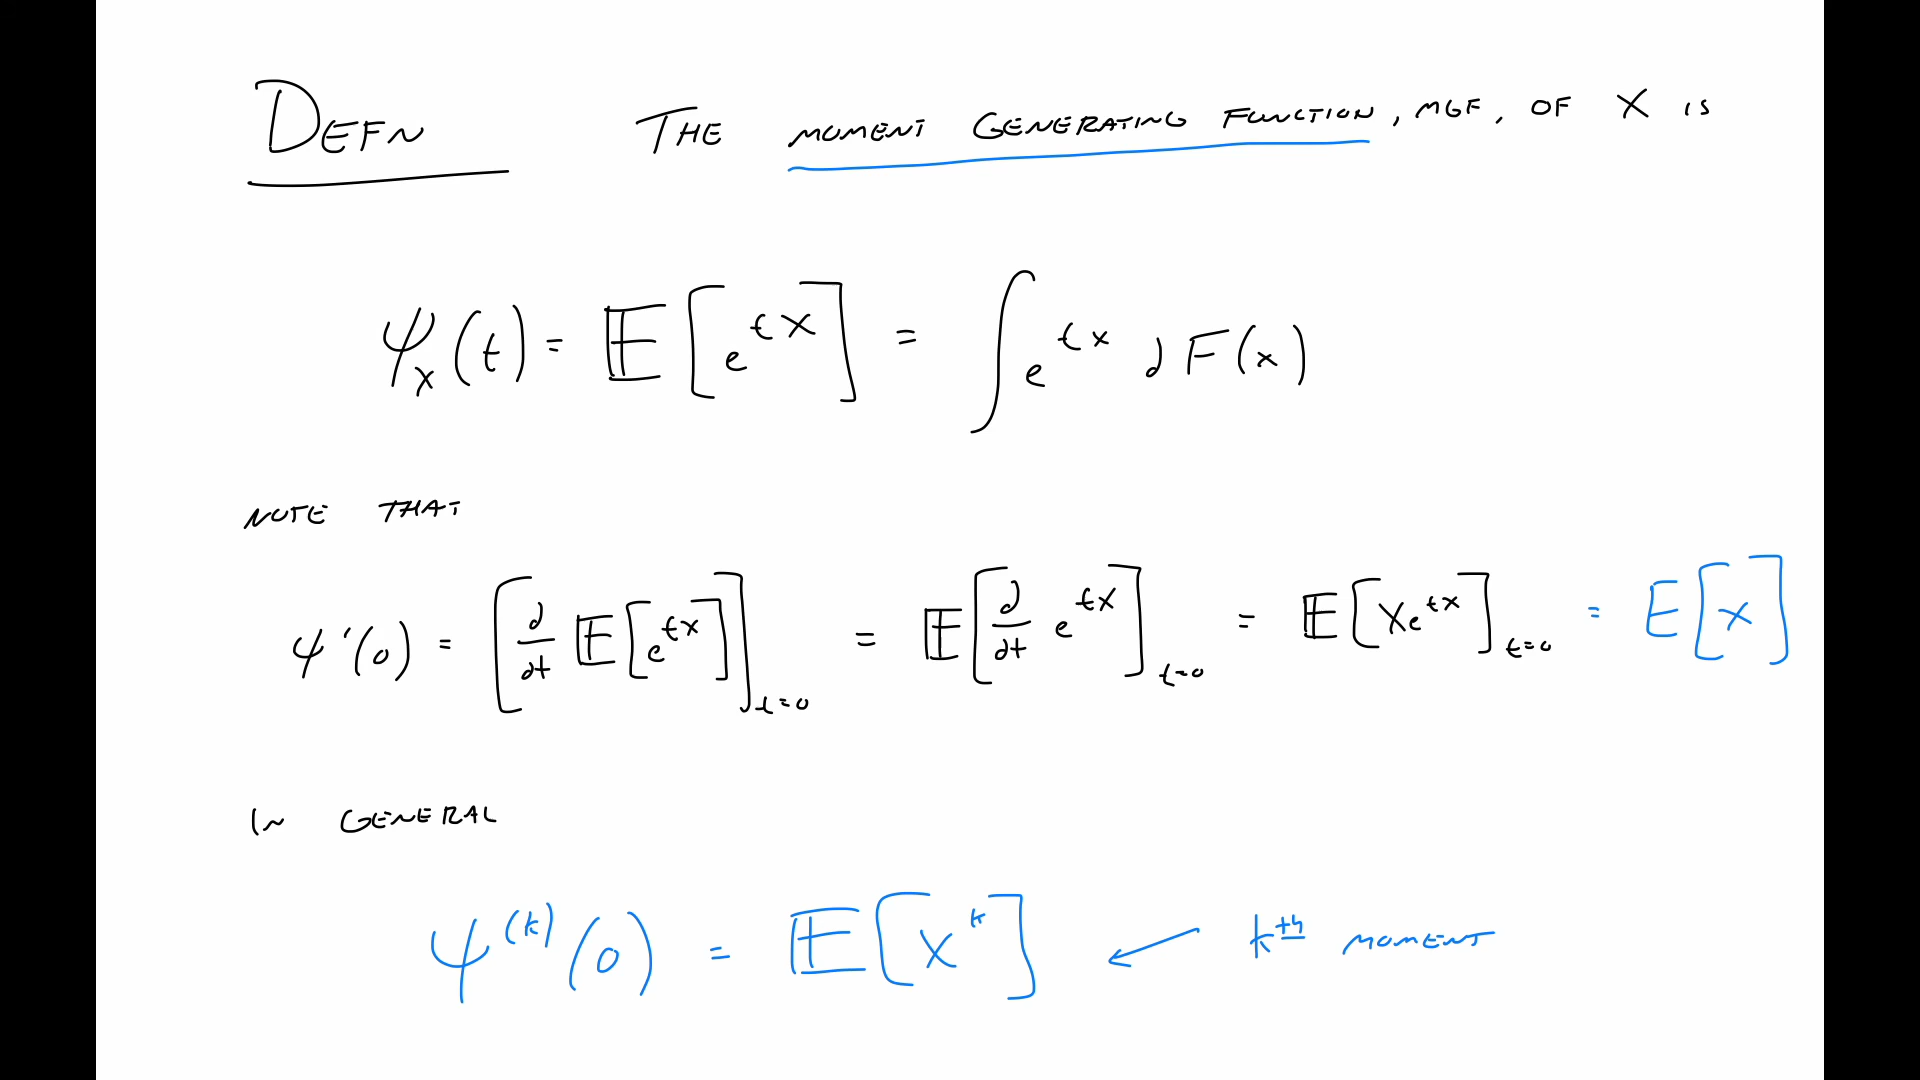 DEFN THE MOMENT GENERATING FUNCTION, MGF, OF X IS
ψ_X(t) = 𝔼[e^{tX}] = ∫ e^{tx} dF(x)
NOTE THAT
ψ'(0) = [d/dt 𝔼[e^{tX}]]_{t=0} = 𝔼[d/dt e^{tX}]_{t=0} = 𝔼[Xe^{tX}]_{t=0} = E[X]
IN GENERAL
ψ^{(k)}(0) = 𝔼[X^k] ← k^{th} MOMENT